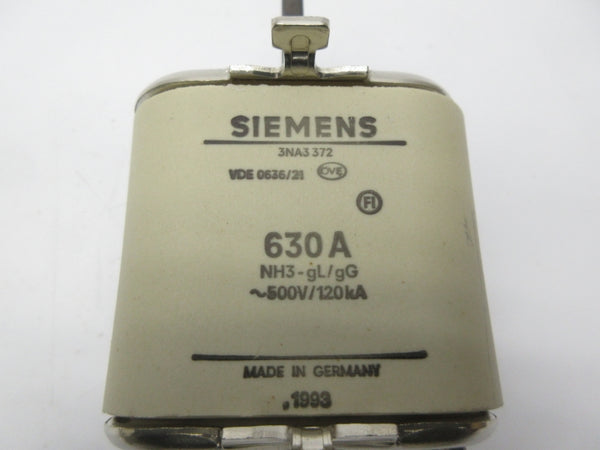 SIEMENS
3NA3 372
VDE 0636/21 ÖVE
FI
630 A
NH3-gL/gG
~500V/120kA
MADE IN GERMANY
.1993